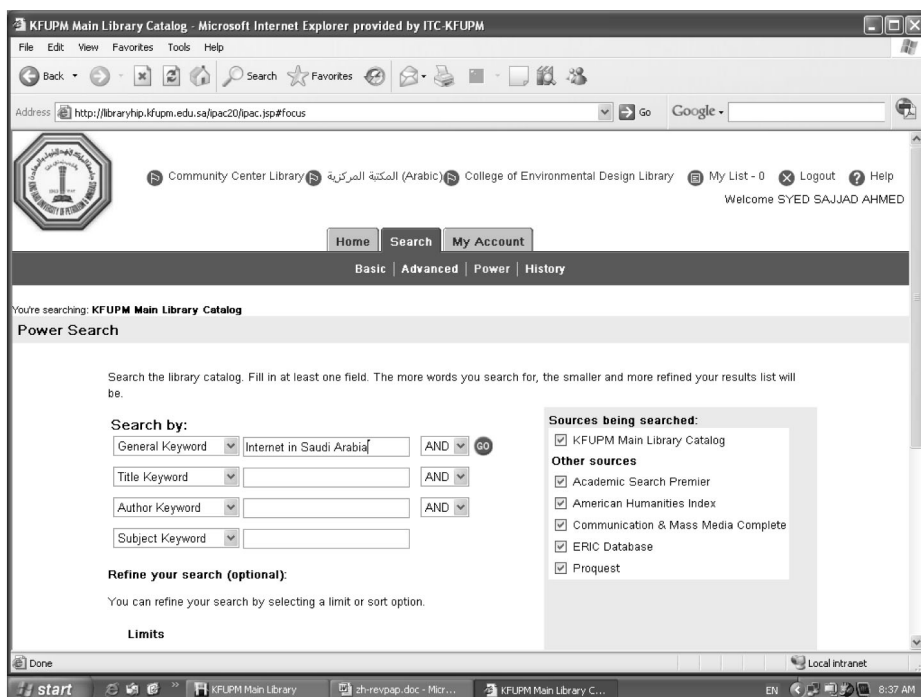 KFUPM Main Library Catalog - Microsoft Internet Explorer provided by ITC-KFUPM
File Edit View Favorites Tools Help
Back Search Favorites
Address http://libraryhip.kfupm.edu.sa/ipac20/ipac.jsp#focus Go Google
Community Center Library المكتبة المركزية (Arabic) College of Environmental Design Library My List - 0 Logout Help
Welcome SYED SAJJAD AHMED
Home Search My Account
Basic | Advanced | Power | History
You're searching: KFUPM Main Library Catalog
Power Search
Search the library catalog. Fill in at least one field. The more words you search for, the smaller and more refined your results list will
be.
Search by:
General Keyword Internet in Saudi Arabia AND GO
Title Keyword AND
Author Keyword AND
Subject Keyword
Refine your search (optional):
You can refine your search by selecting a limit or sort option.
Limits
Sources being searched:
KFUPM Main Library Catalog
Other sources
Academic Search Premier
American Humanities Index
Communication & Mass Media Complete
ERIC Database
Proquest
Done Local intranet
start KFUPM Main Library zh-revpap.doc - Micr... KFUPM Main Library C... EN 8:37 AM